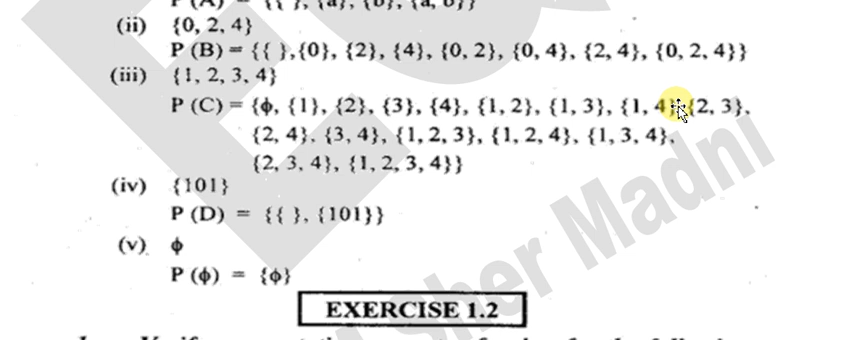 P (A) = {{ }, {a}, {b}, {a, b}}
(ii) {0, 2, 4}
P (B) = {{ },{0}, {2}, {4}, {0, 2}, {0, 4}, {2, 4}, {0, 2, 4}}
(iii) {1, 2, 3, 4}
P (C) = {ϕ, {1}, {2}, {3}, {4}, {1, 2}, {1, 3}, {1, 4}, {2, 3},
{2, 4}, {3, 4}, {1, 2, 3}, {1, 2, 4}, {1, 3, 4},
{2, 3, 4}, {1, 2, 3, 4}}
(iv) {101}
P (D) = {{ }, {101}}
(v) ϕ
P (ϕ) = {ϕ}
EXERCISE 1.2
Sher Madni